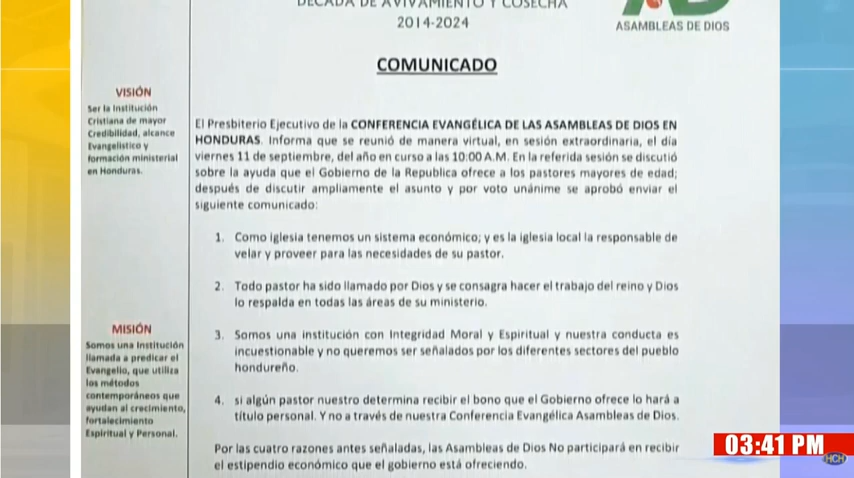 DÉCADA DE AVIVAMIENTO Y COSECHA
2014-2024
ASAMBLEAS DE DIOS
COMUNICADO
VISIÓN
Ser la Institución
Cristiana de mayor
Credibilidad, alcance
Evangelístico y
formación ministerial
en Honduras.
El Presbiterio Ejecutivo de la CONFERENCIA EVANGÉLICA DE LAS ASAMBLEAS DE DIOS EN
HONDURAS. Informa que se reunió de manera virtual, en sesión extraordinaria, el día
viernes 11 de septiembre, del año en curso a las 10:00 A.M. En la referida sesión se discutió
sobre la ayuda que el Gobierno de la Republica ofrece a los pastores mayores de edad;
después de discutir ampliamente el asunto y por voto unánime se aprobó enviar el
siguiente comunicado:
1. Como iglesia tenemos un sistema económico; y es la iglesia local la responsable de
velar y proveer para las necesidades de su pastor.
2. Todo pastor ha sido llamado por Dios y se consagra hacer el trabajo del reino y Dios
lo respalda en todas las áreas de su ministerio.
MISIÓN
Somos una Institución
llamada a predicar el
Evangelio, que utiliza
los métodos
contemporáneos que
ayudan al crecimiento,
fortalecimiento
Espiritual y Personal.
3. Somos una institución con Integridad Moral y Espiritual y nuestra conducta es
incuestionable y no queremos ser señalados por los diferentes sectores del pueblo
hondureño.
4. si algún pastor nuestro determina recibir el bono que el Gobierno ofrece lo hará a
título personal. Y no a través de nuestra Conferencia Evangélica Asambleas de Dios.
Por las cuatro razones antes señaladas, las Asambleas de Dios No participará en recibir
el estipendio económico que el gobierno está ofreciendo.
03:41 PM
HCH